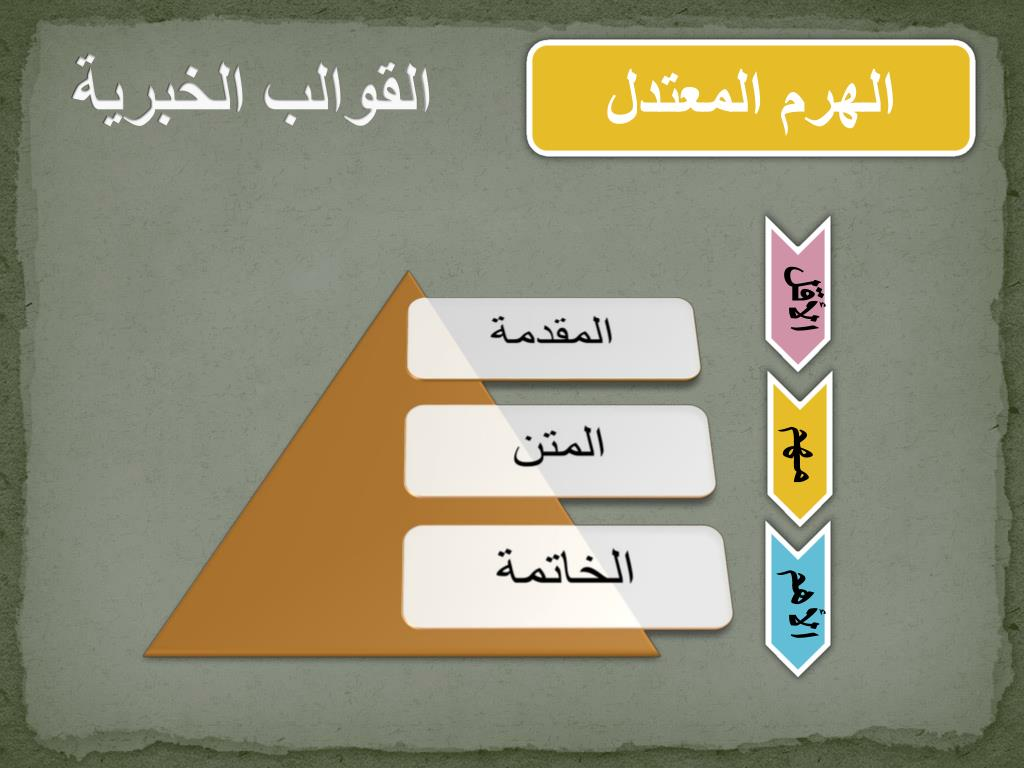 الهرم المعتدل
القوالب الخبرية
المقدمة
المتن
الخاتمة
الأقل
مهم
الأهم